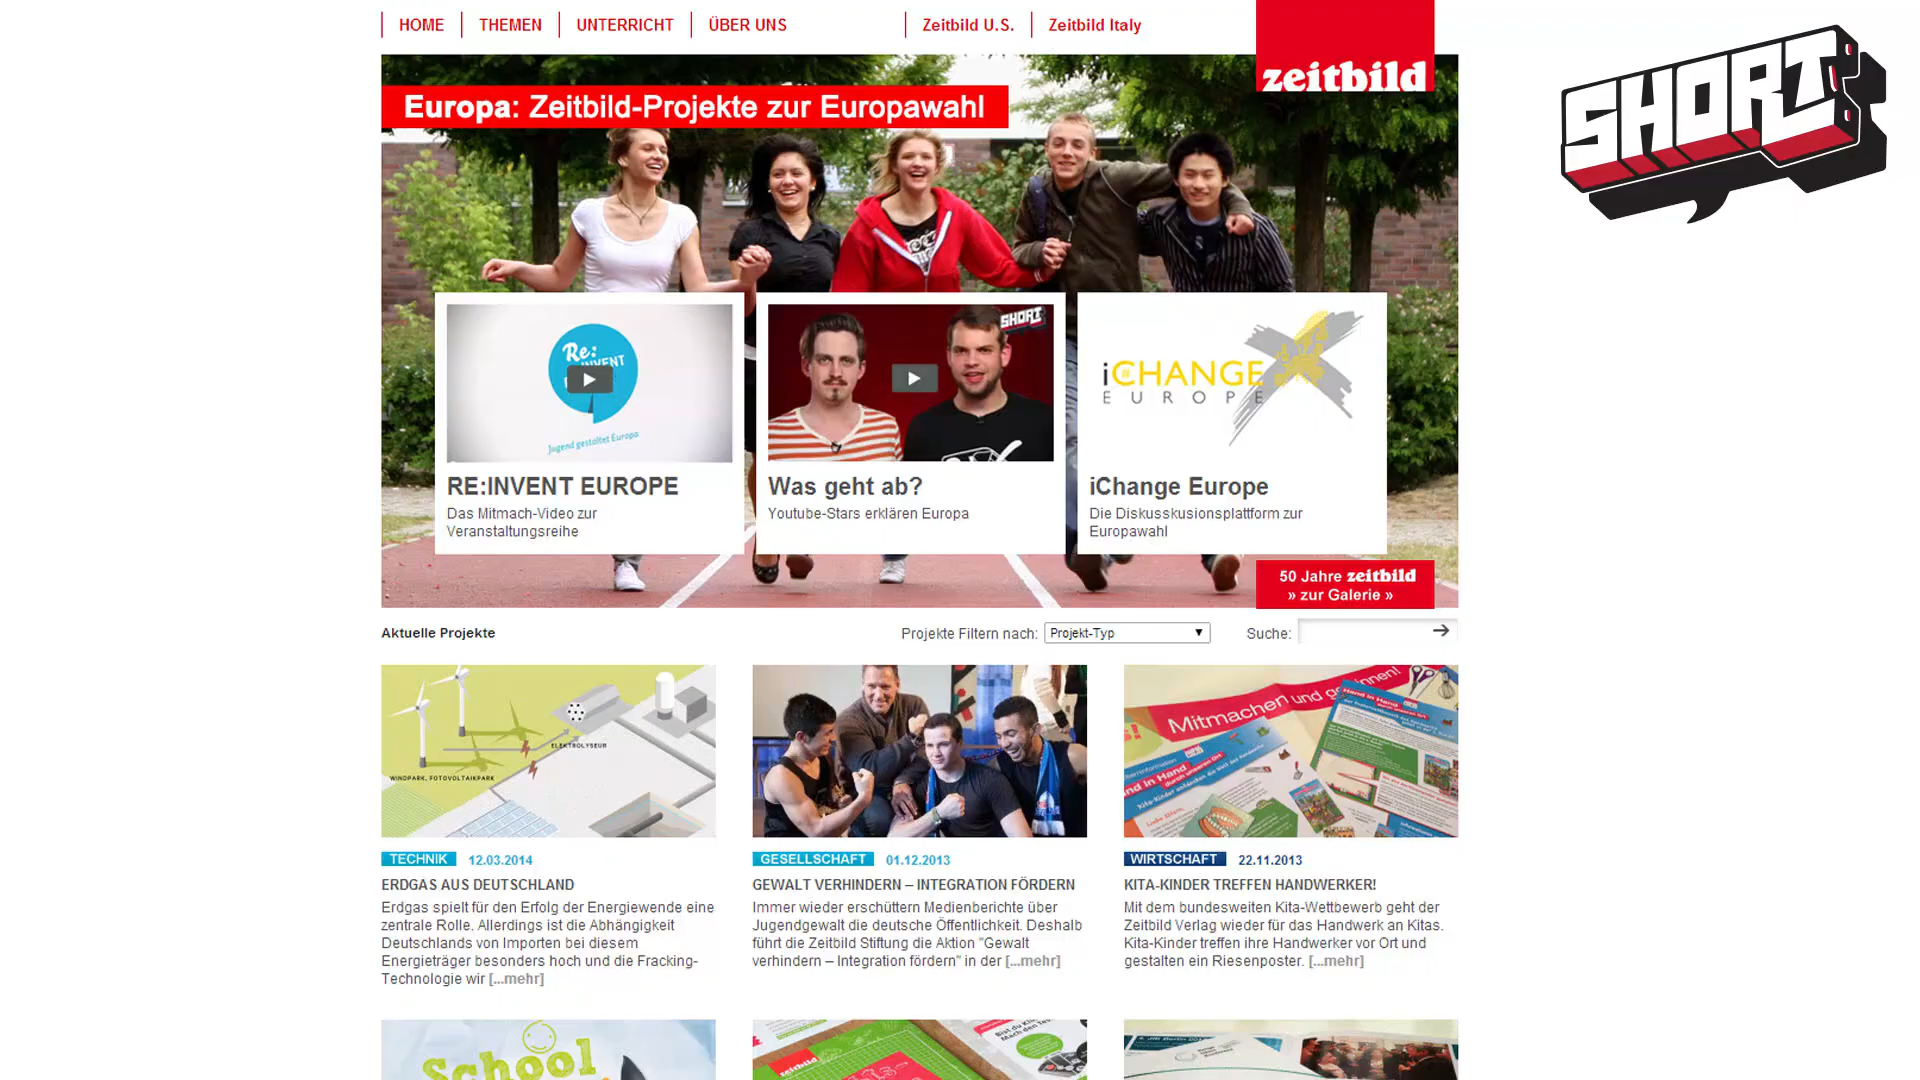 HOME
THEMEN
UNTERRICHT
ÜBER UNS
Zeitbild U.S.
Zeitbild Italy
zeitbild
SHORT
Europa: Zeitbild-Projekte zur Europawahl
Re:
INVENT
Jugend gestaltet Europa
SHORT
iCHANGE
EUROPE
RE:INVENT EUROPE
Das Mitmach-Video zur
Veranstaltungsreihe
Was geht ab?
Youtube-Stars erklären Europa
iChange Europe
Die Diskusskusionsplattform zur
Europawahl
50 Jahre zeitbild
» zur Galerie »
Aktuelle Projekte
Projekte Filtern nach:
Projekt-Typ
Suche:
ELEKTROLYSEUR
WINDPARK, FOTOVOLTAIKPARK
Mitmachen und gewinnen!
Hand in Hand
TECHNIK 12.03.2014
ERDGAS AUS DEUTSCHLAND
Erdgas spielt für den Erfolg der Energiewende eine
zentrale Rolle. Allerdings ist die Abhängigkeit
Deutschlands von Importen bei diesem
Energieträger besonders hoch und die Fracking-
Technologie wir [...mehr]
GESELLSCHAFT 01.12.2013
GEWALT VERHINDERN – INTEGRATION FÖRDERN
Immer wieder erschüttern Medienberichte über
Jugendgewalt die deutsche Öffentlichkeit. Deshalb
führt die Zeitbild Stiftung die Aktion "Gewalt
verhindern – Integration fördern" in der [...mehr]
WIRTSCHAFT 22.11.2013
KITA-KINDER TREFFEN HANDWERKER!
Mit dem bundesweiten Kita-Wettbewerb geht der
Zeitbild Verlag wieder für das Handwerk an Kitas.
Kita-Kinder treffen ihre Handwerker vor Ort und
gestalten ein Riesenposter. [...mehr]
School
zeitbild